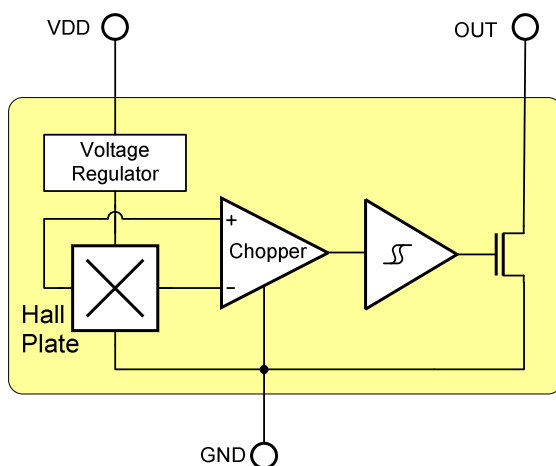 VDD
OUT
Voltage
Regulator
+
Chopper
−
Hall
Plate
GND